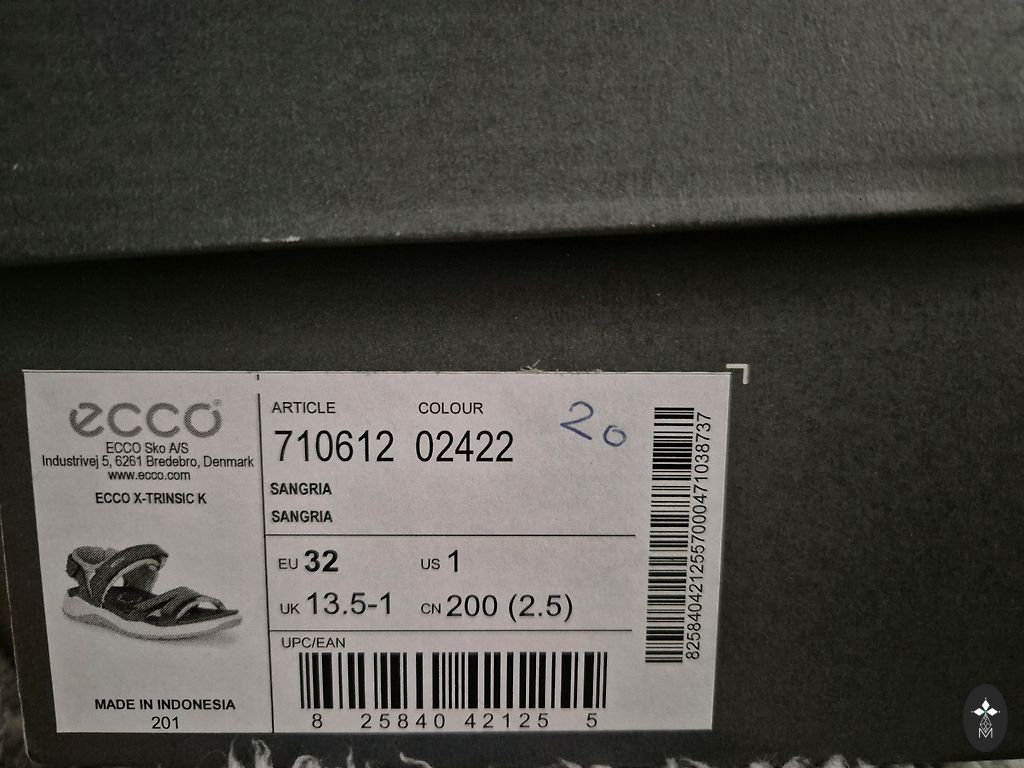 ecco®
ECCO Sko A/S
Industrivej 5, 6261 Bredebro, Denmark
www.ecco.com
ECCO X-TRINSIC K
MADE IN INDONESIA
201
ARTICLE COLOUR
710612 02422
20
SANGRIA
SANGRIA
EU 32 US 1
UK 13.5-1 CN 200 (2.5)
UPC/EAN
8 25840 42125 5
82584042125570004710387​37
M